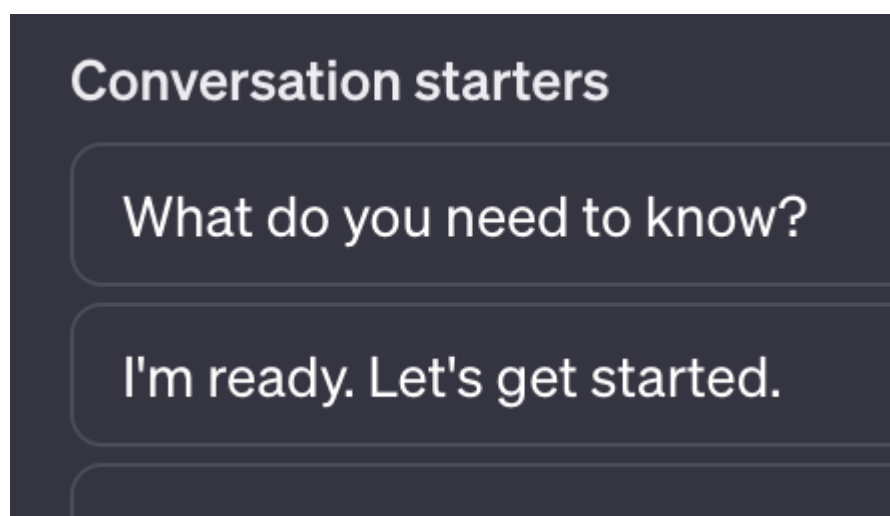 Conversation starters
What do you need to know?
I'm ready. Let's get started.